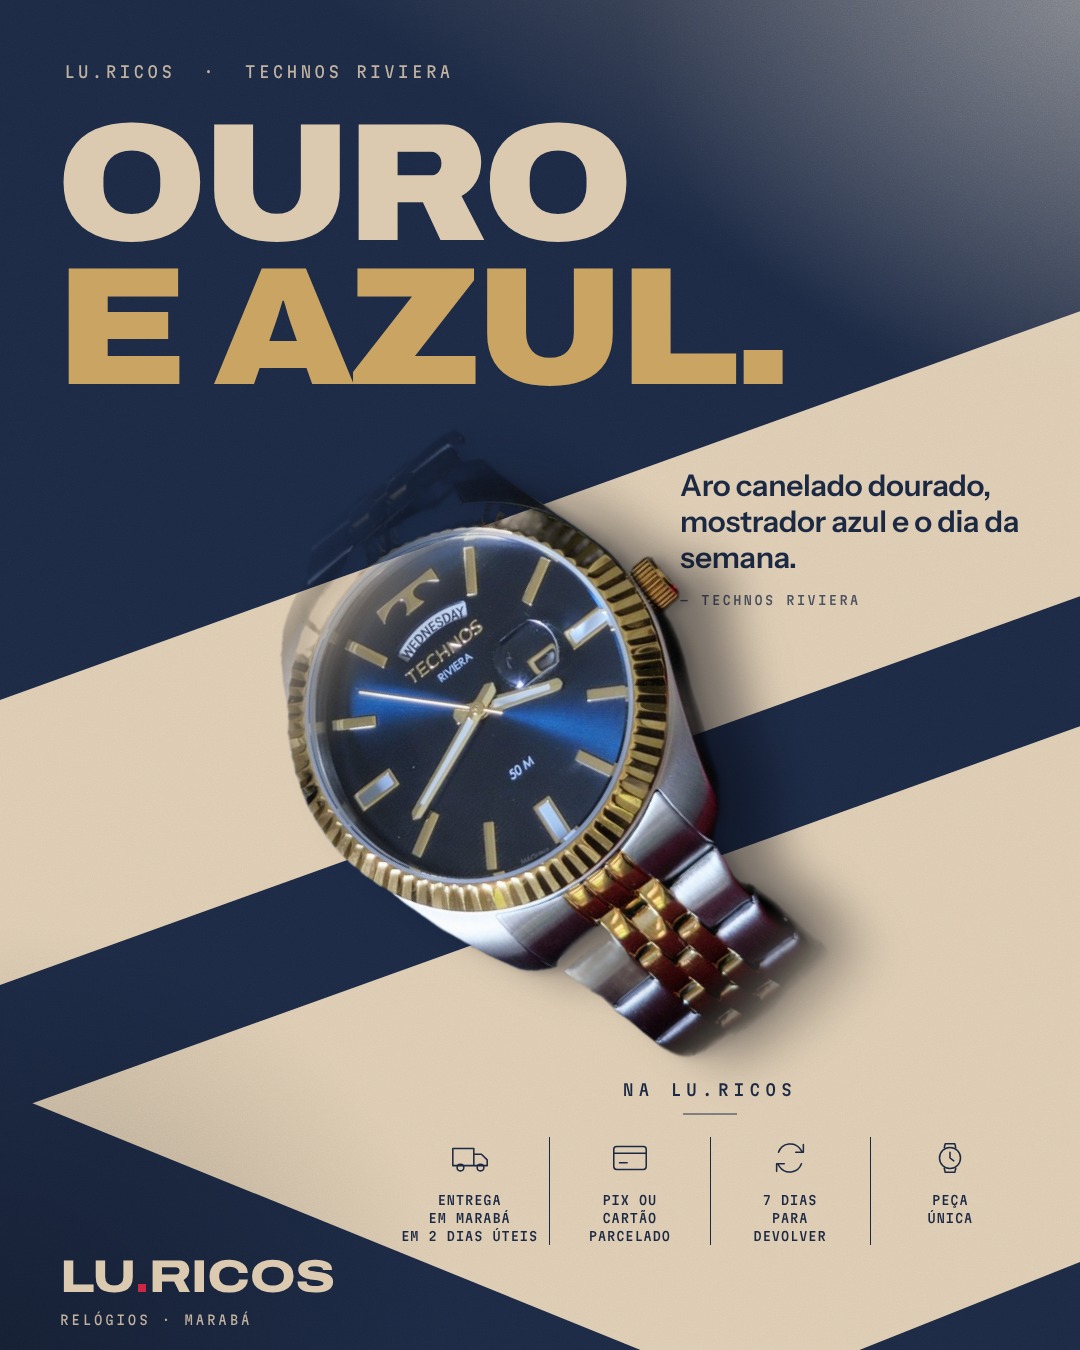 LU.RICOS · TECHNOS RIVIERA
OURO
E AZUL.
Aro canelado dourado,
mostrador azul e o dia da
semana.
– TECHNOS RIVIERA
WEDNESDAY
TECHNOS
RIVIERA
50 M
NA LU.RICOS
ENTREGA
EM MARABÁ
EM 2 DIAS ÚTEIS
PIX OU
CARTÃO
PARCELADO
7 DIAS
PARA
DEVOLVER
PEÇA
ÚNICA
LU.RICOS
RELÓGIOS · MARABÁ